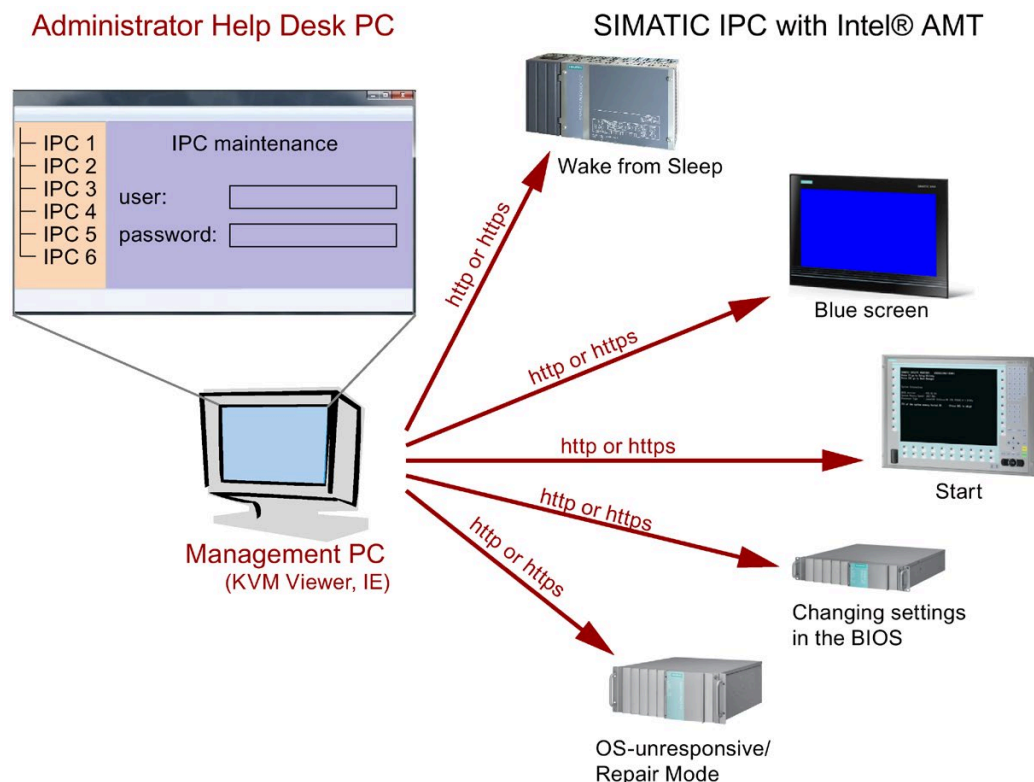 Administrator Help Desk PC
SIMATIC IPC with Intel® AMT
IPC 1
IPC 2
IPC 3
IPC 4
IPC 5
IPC 6
IPC maintenance
user:
password:
Wake from Sleep
http or https
Blue screen
http or https
http or https
Start
http or https
Changing settings
in the BIOS
http or https
OS-unresponsive/
Repair Mode
Management PC
(KVM Viewer, IE)